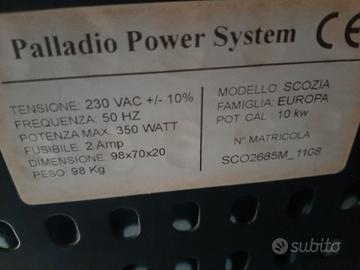 Palladio Power System CE
TENSIONE: 230 VAC +/- 10%
FREQUENZA: 50 HZ
POTENZA MAX. 350 WATT
FUSIBILE: 2 Amp
DIMENSIONE: 98x70x20
PESO: 98 Kg
MODELLO SCOZIA
FAMIGLIA: EUROPA
POT CAL : 10 kw
N° MATRICOLA
SCO2685M_1108
subito